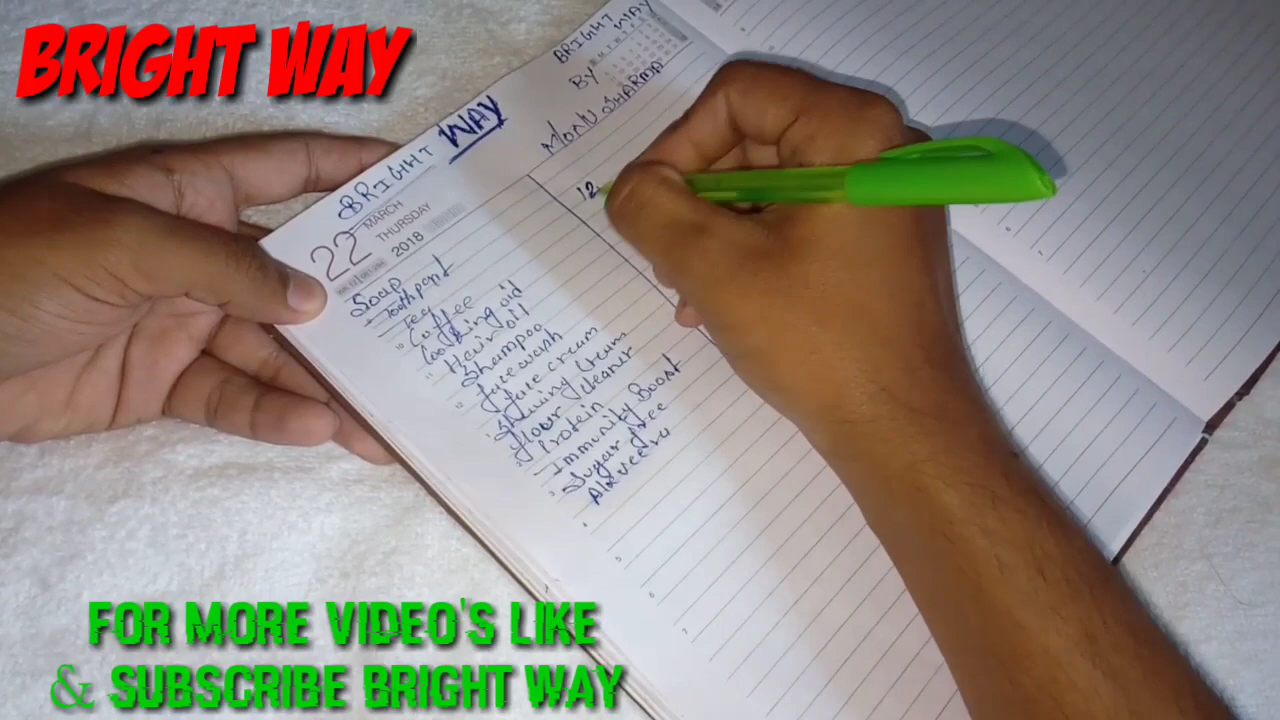 BRIGHT WAY
BRIGHT WAY
BY
MONU SHARMA
BRIGHT WAY
22 MARCH
THURSDAY
2018
12
Soap
Toothpast
Tea
Coffee
Cooking oil
Hair oil
Shampoo
facewash
face cream
Shaving cream
floor cleaner
Protein
Immunity Boost
Sugar free
FOR MORE VIDEO'S LIKE
& SUBSCRIBE BRIGHT WAY